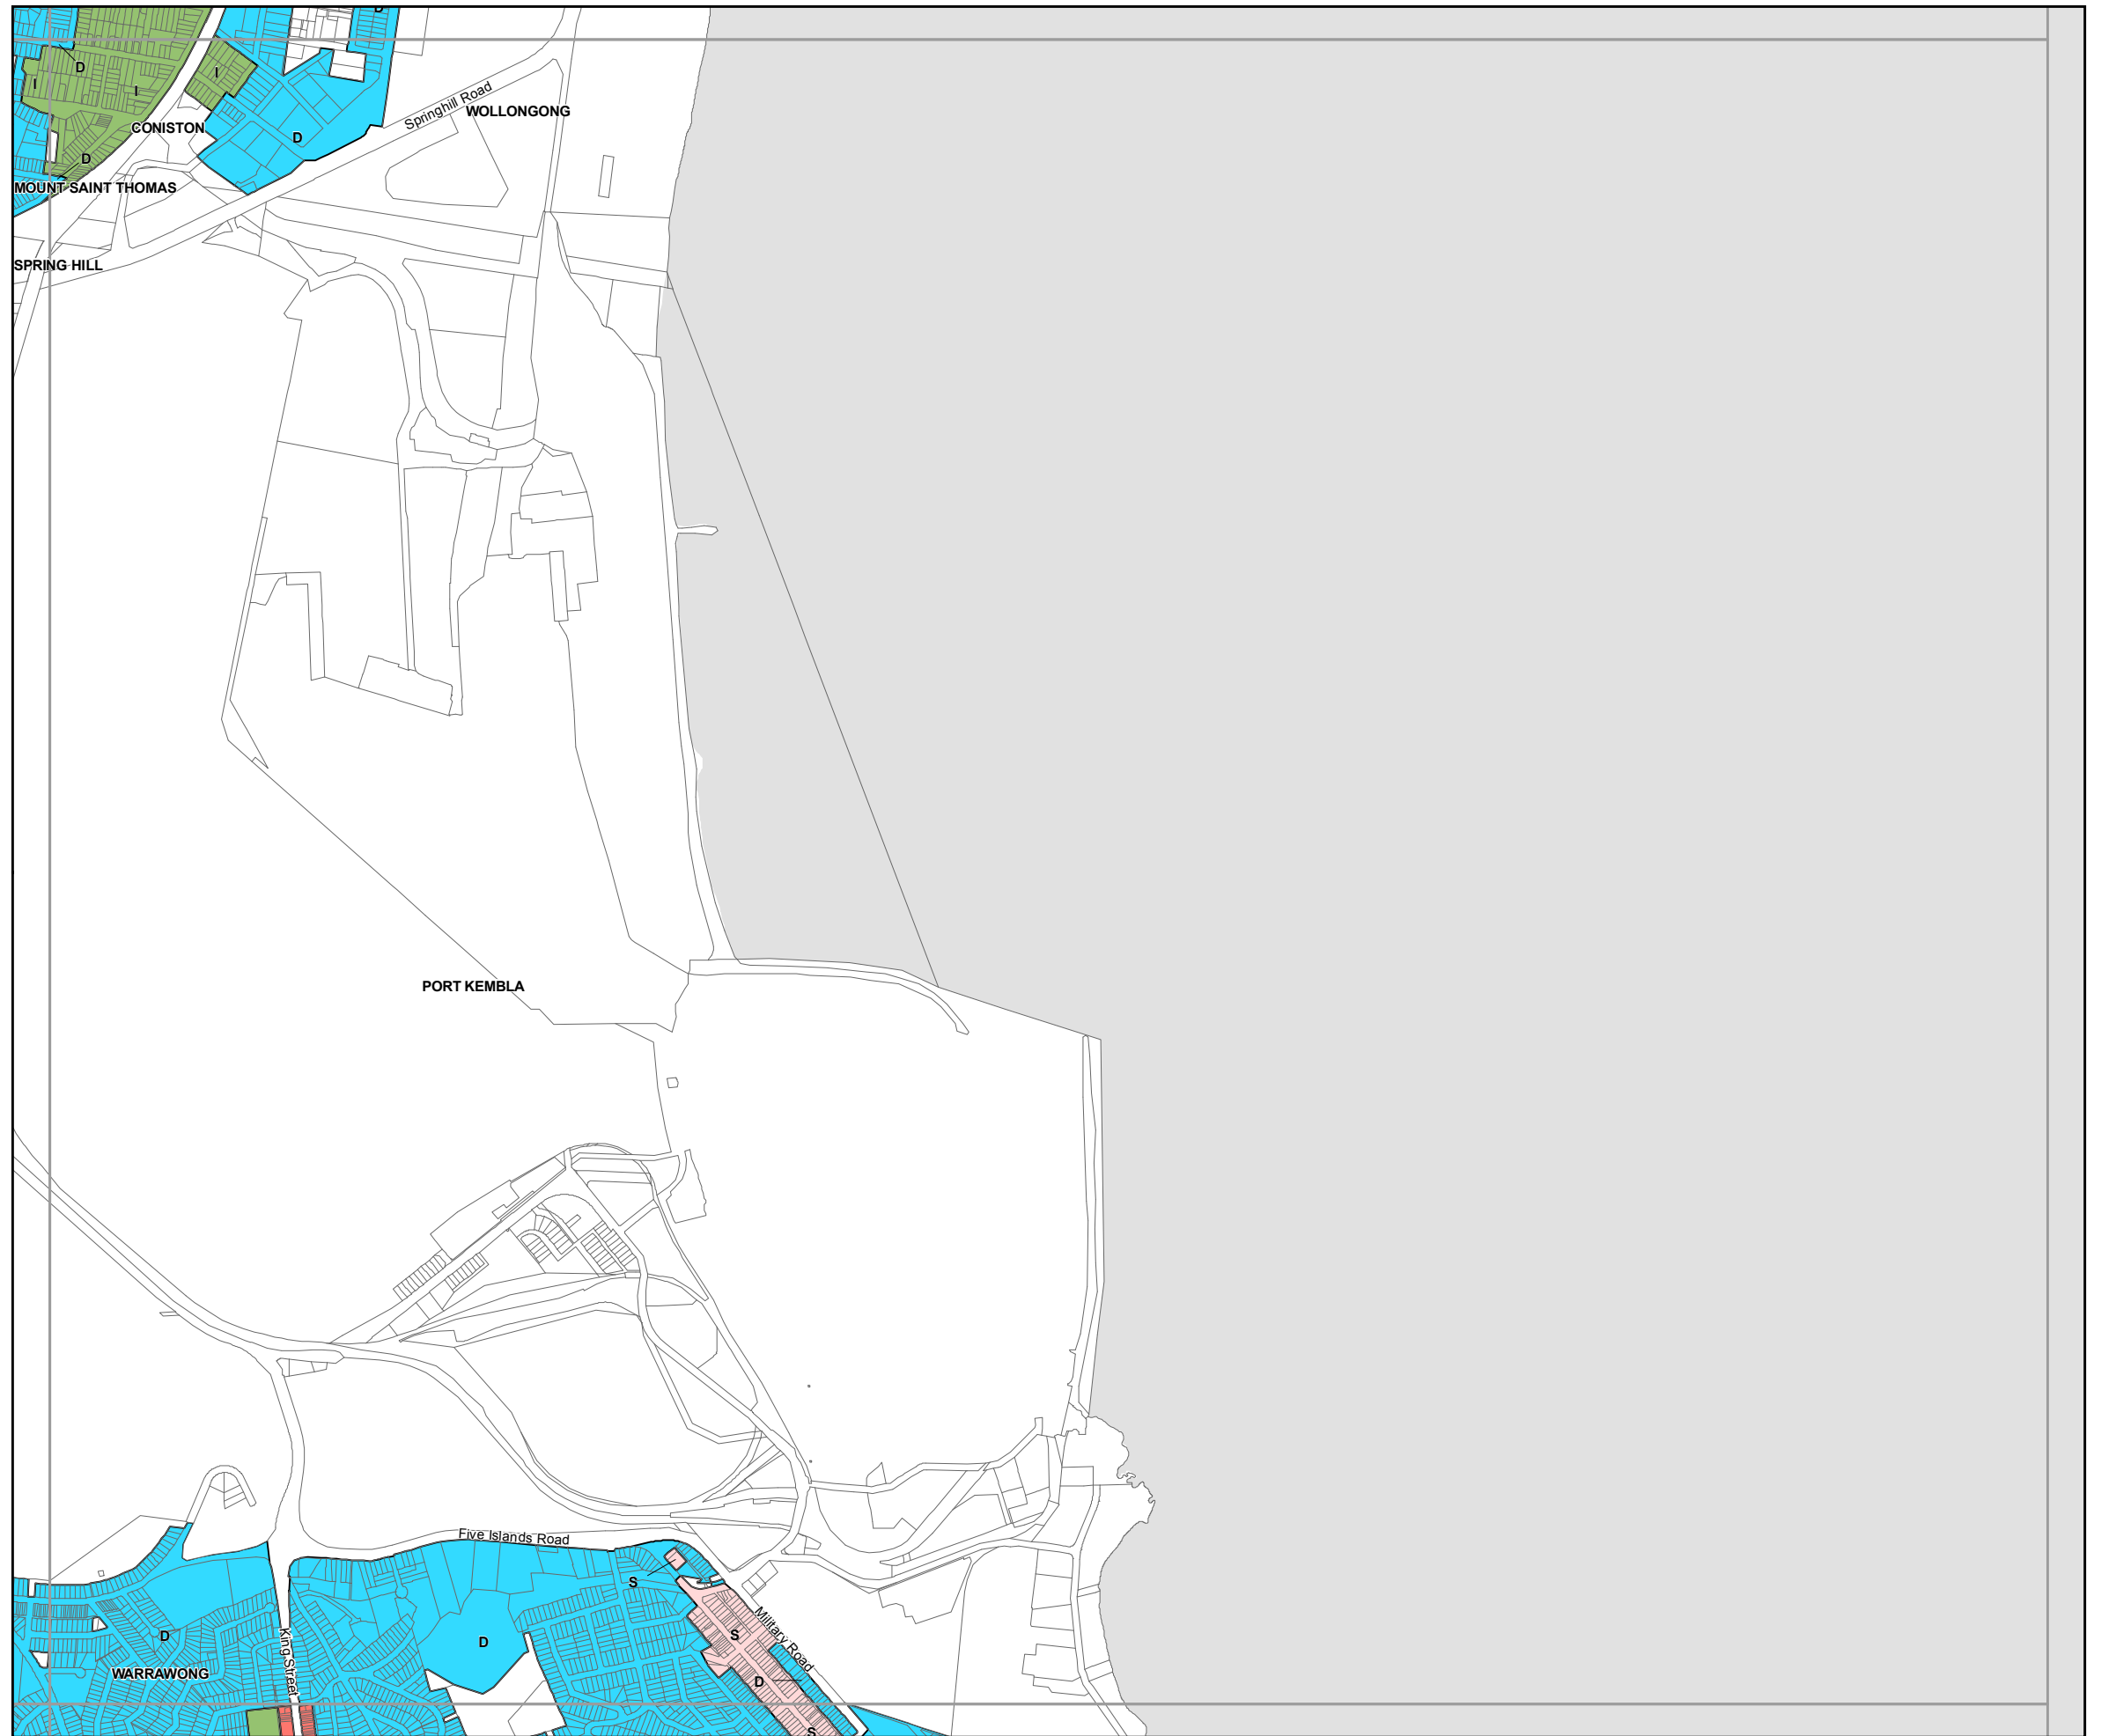 D
D
I
I
I
Springhill Road
WOLLONGONG
CONISTON
D
D
MOUNT SAINT THOMAS
SPRING HILL
PORT KEMBLA
Five Islands Road
S
Military Road
S
King Street
D
D
WARRAWONG
D
S